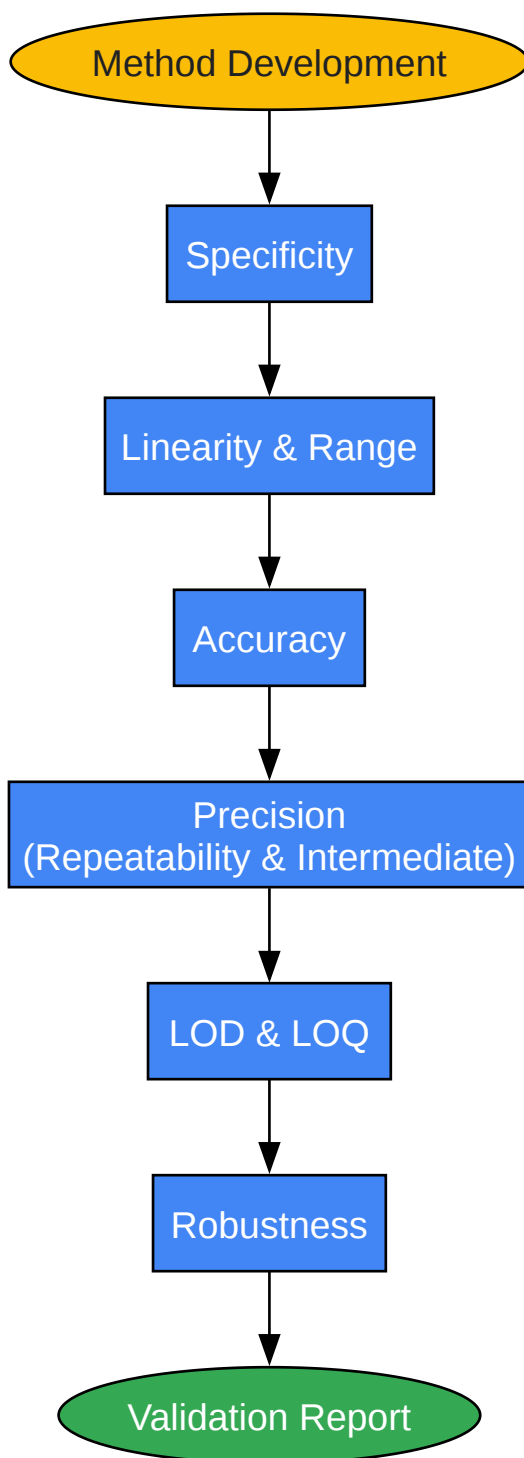 Method Development
Specificity
Linearity & Range
Accuracy
Precision
(Repeatability & Intermediate)
LOD & LOQ
Robustness
Validation Report